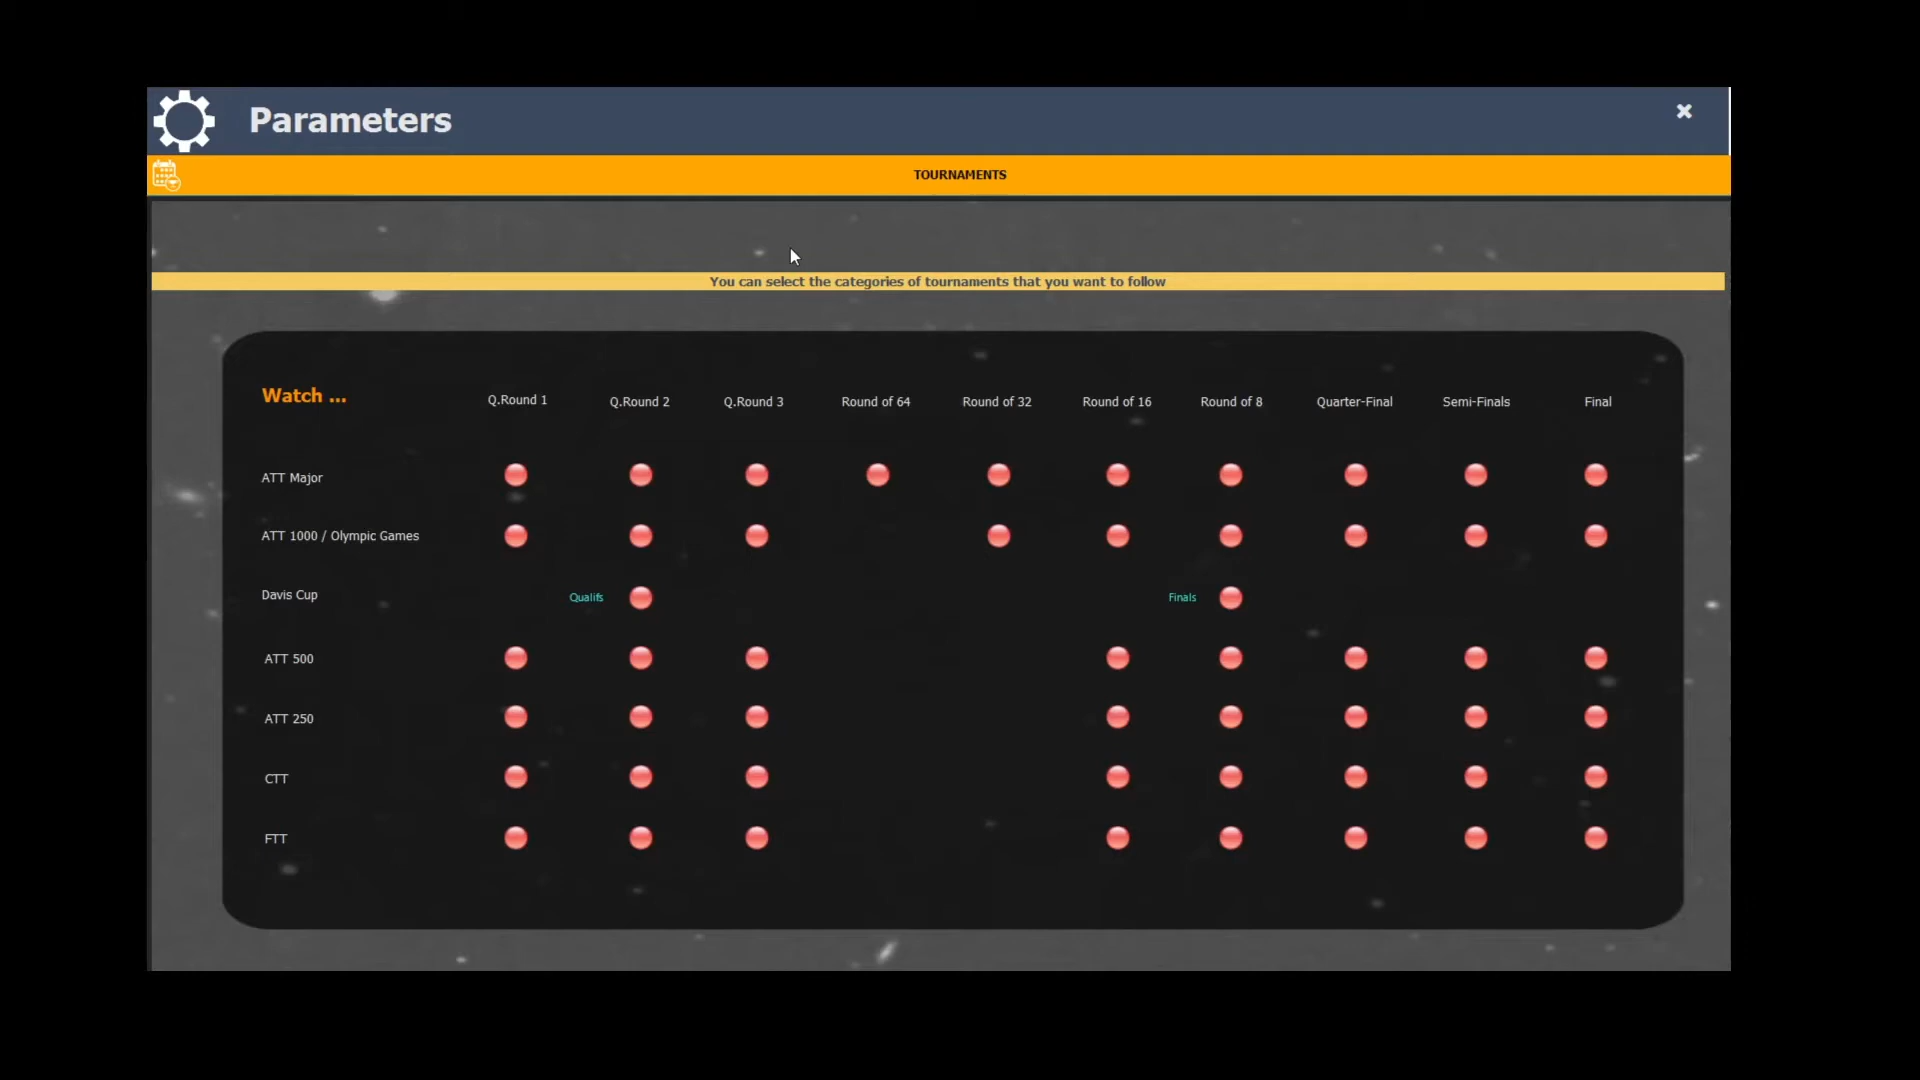 Parameters
TOURNAMENTS
You can select the categories of tournaments that you want to follow
Watch ... Q.Round 1 Q.Round 2 Q.Round 3 Round of 64 Round of 32 Round of 16 Round of 8 Quarter-Final Semi-Finals Final
ATT Major
ATT 1000 / Olympic Games
Davis Cup Qualifs Finals
ATT 500
ATT 250
CTT
FTT